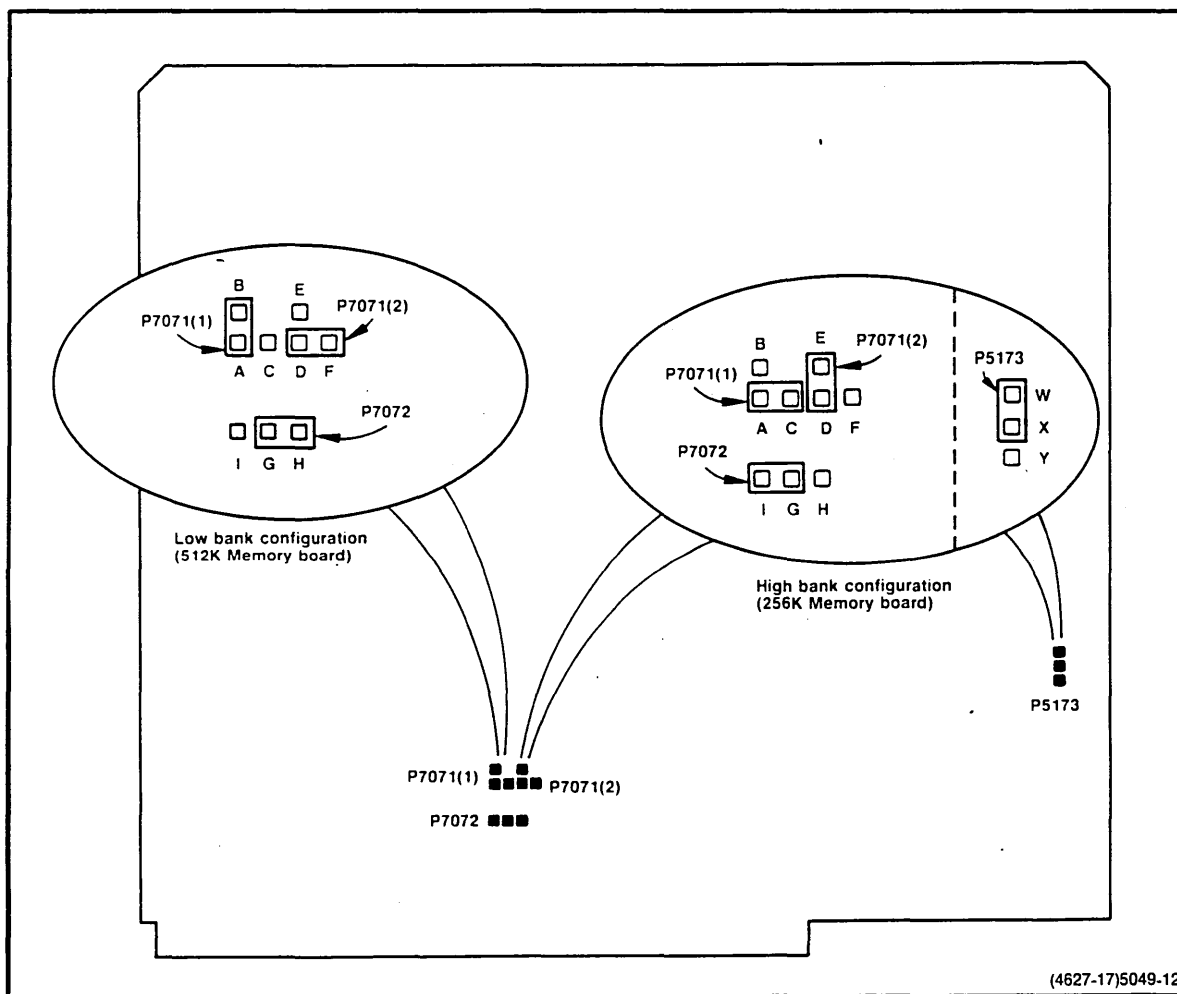 B E
P7071(1) P7071(2)
A C D F
P7072
I G H
Low bank configuration
(512K Memory board)
B E P7071(2)
P7071(1)
A C D F
P7072
I G H
P5173
W
X
Y
High bank configuration
(256K Memory board)
P5173
P7071(1) P7071(2)
P7072
(4627-17)5049-12